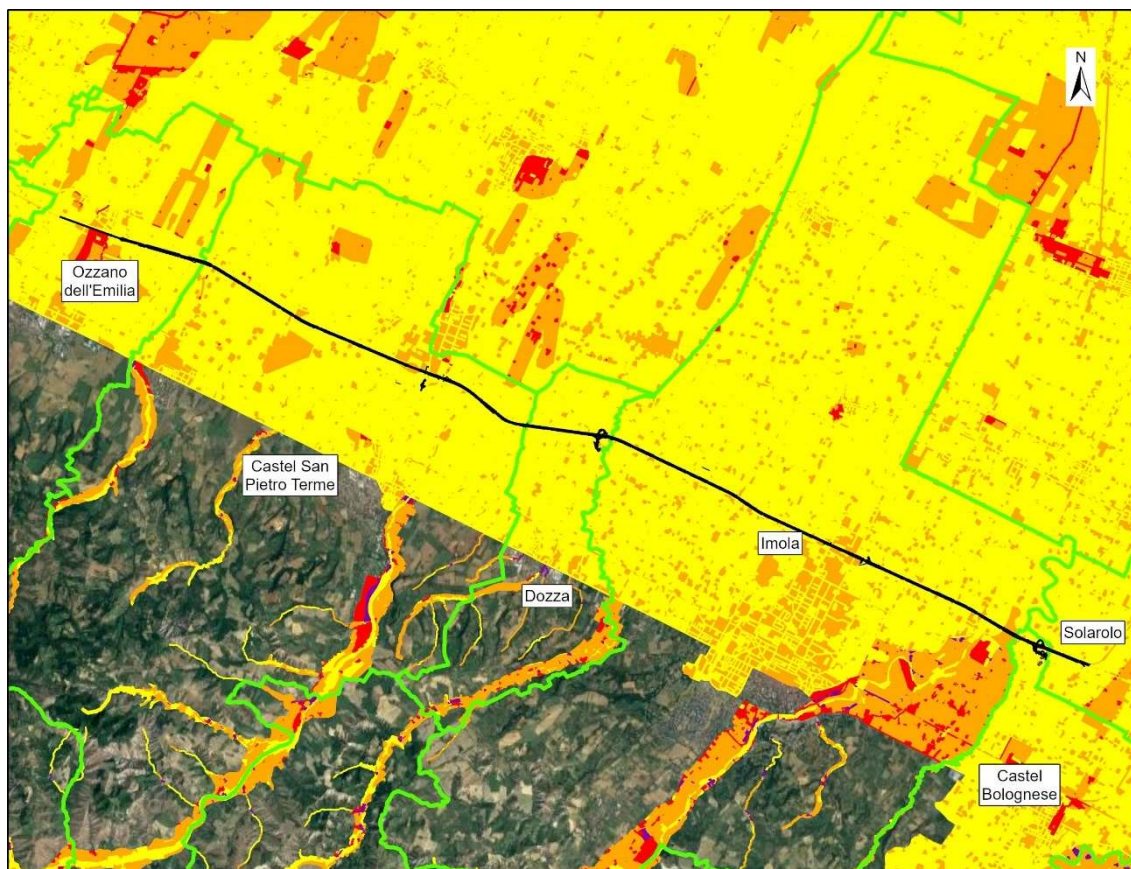 N
Ozzano
dell'Emilia
Castel San
Pietro Terme
Dozza
Imola
Solarolo
Castel
Bolognese